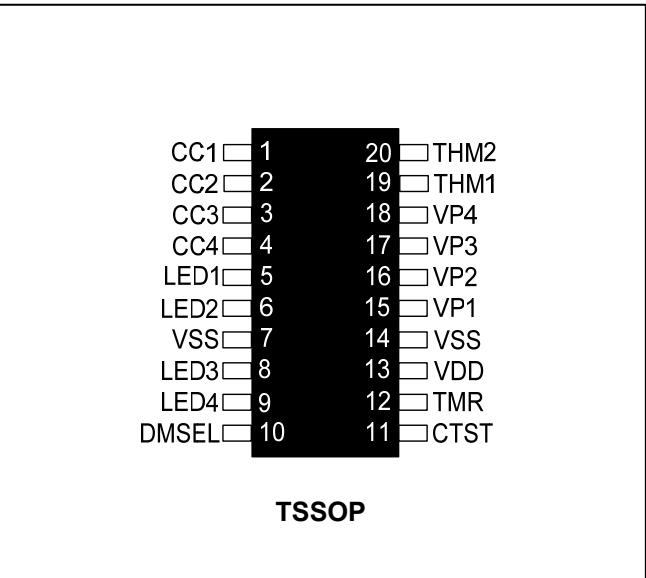 CC1 1 20 THM2
CC2 2 19 THM1
CC3 3 18 VP4
CC4 4 17 VP3
LED1 5 16 VP2
LED2 6 15 VP1
VSS 7 14 VSS
LED3 8 13 VDD
LED4 9 12 TMR
DMSEL 10 11 CTST
TSSOP